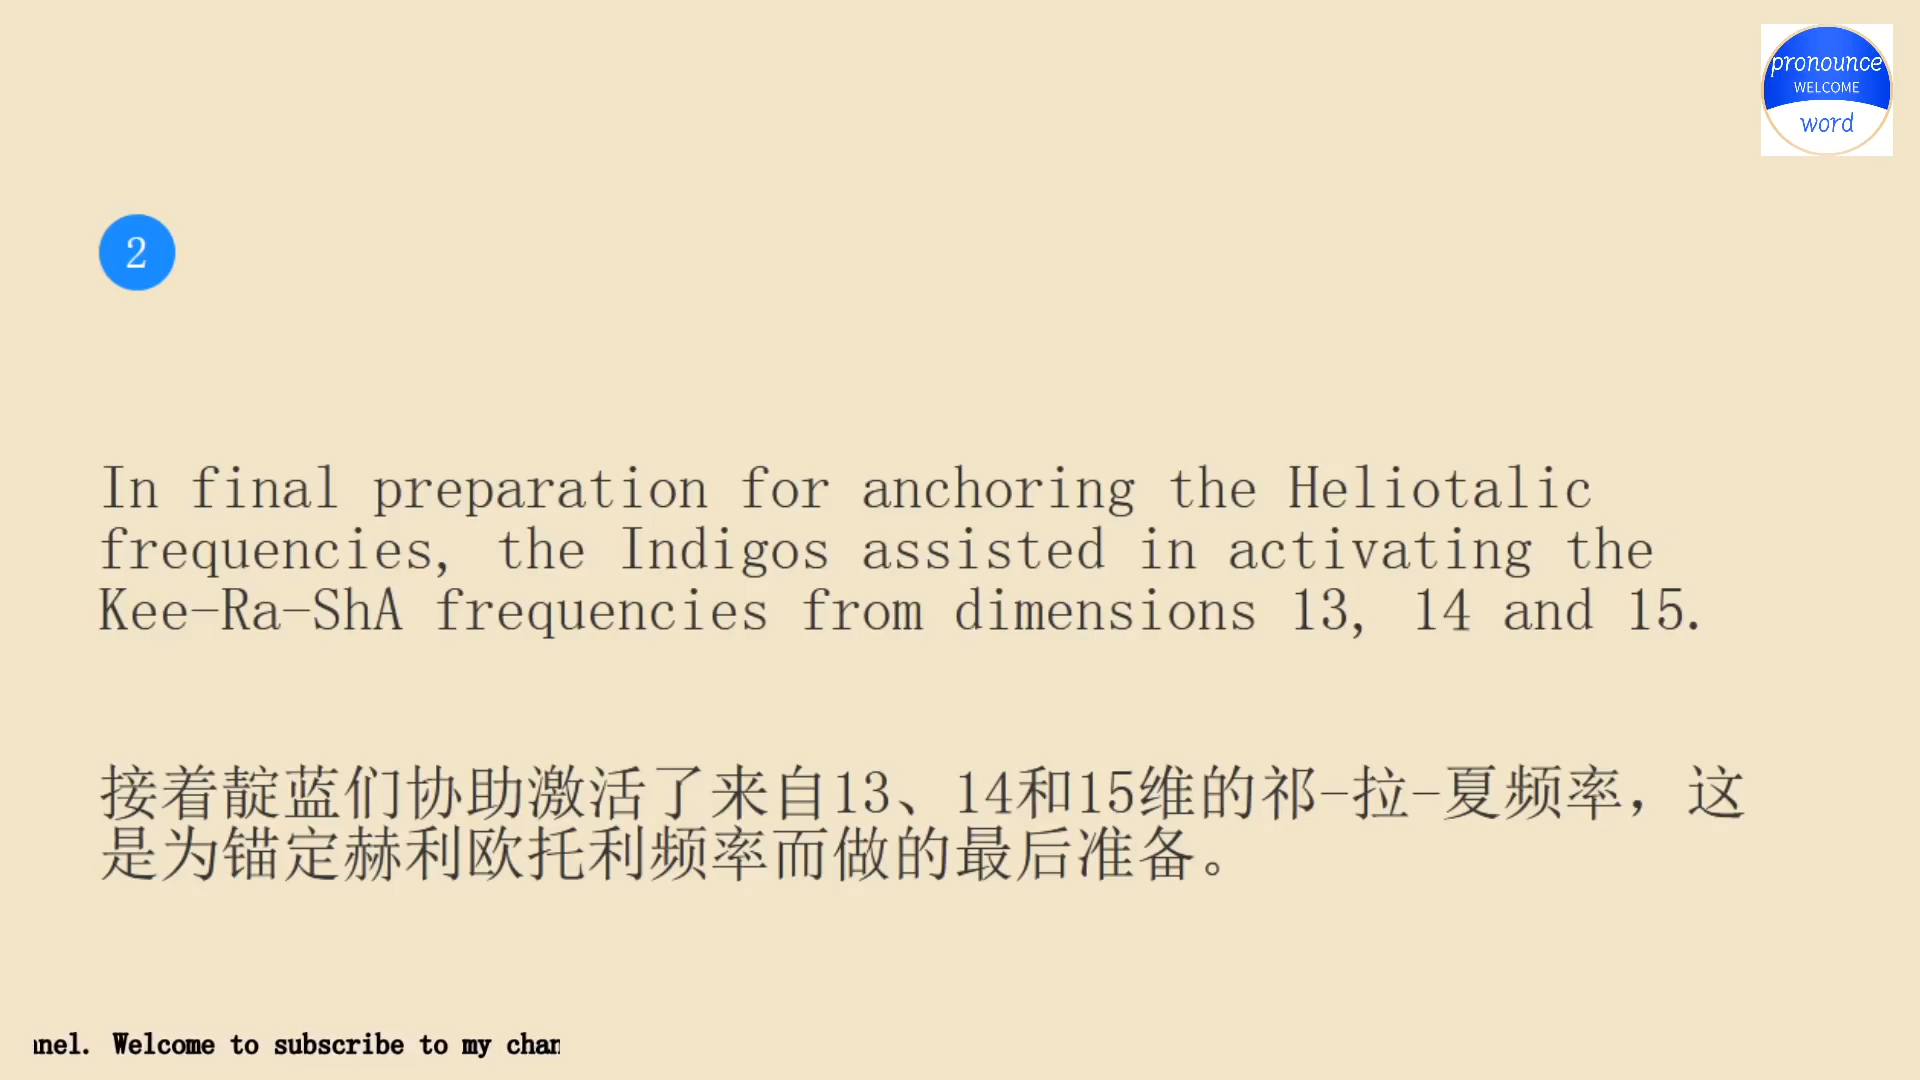 pronounce
WELCOME
word
2
In final preparation for anchoring the Heliotalic
frequencies, the Indigos assisted in activating the
Kee-Ra-ShA frequencies from dimensions 13, 14 and 15.
接着靛蓝们协助激活了来自13、14和15维的祁-拉-夏频率，这
是为锚定赫利欧托利频率而做的最后准备。
nnel. Welcome to subscribe to my chan